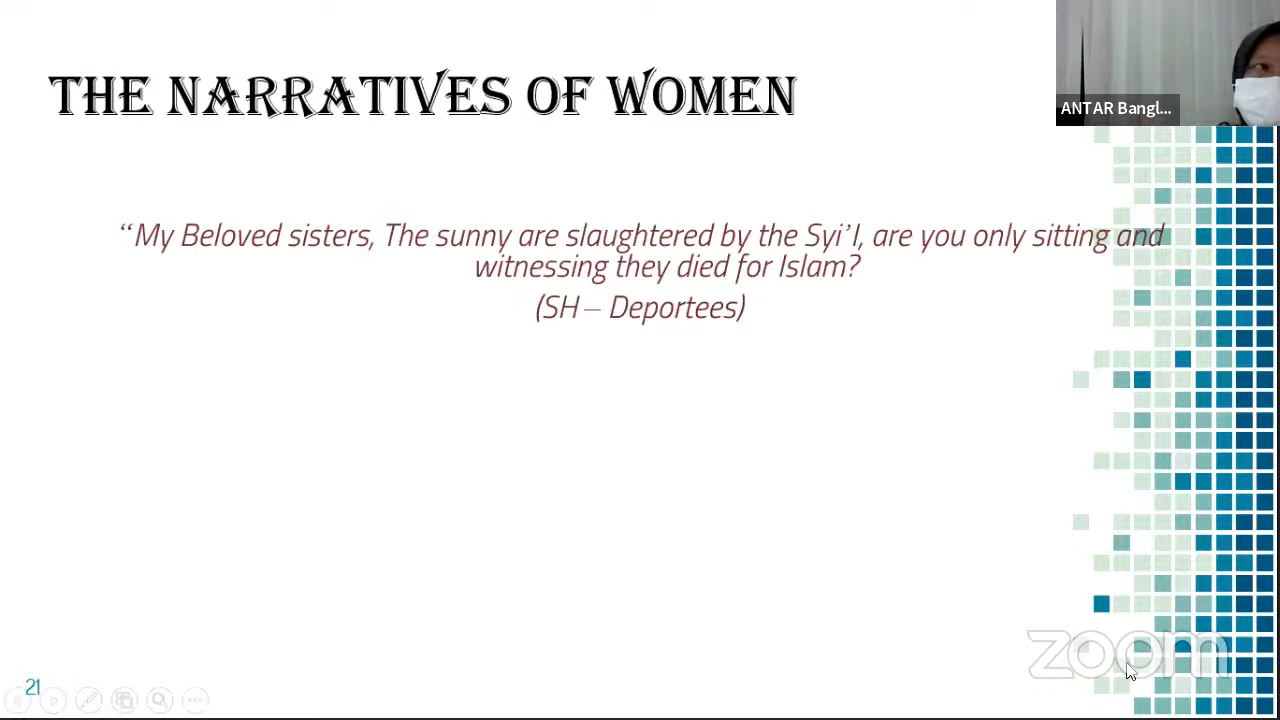 THE NARRATIVES OF WOMEN
ANTAR Bangl...
“My Beloved sisters, The sunny are slaughtered by the Syi’I, are you only sitting and
witnessing they died for Islam?
(SH – Deportees)
zoom
21